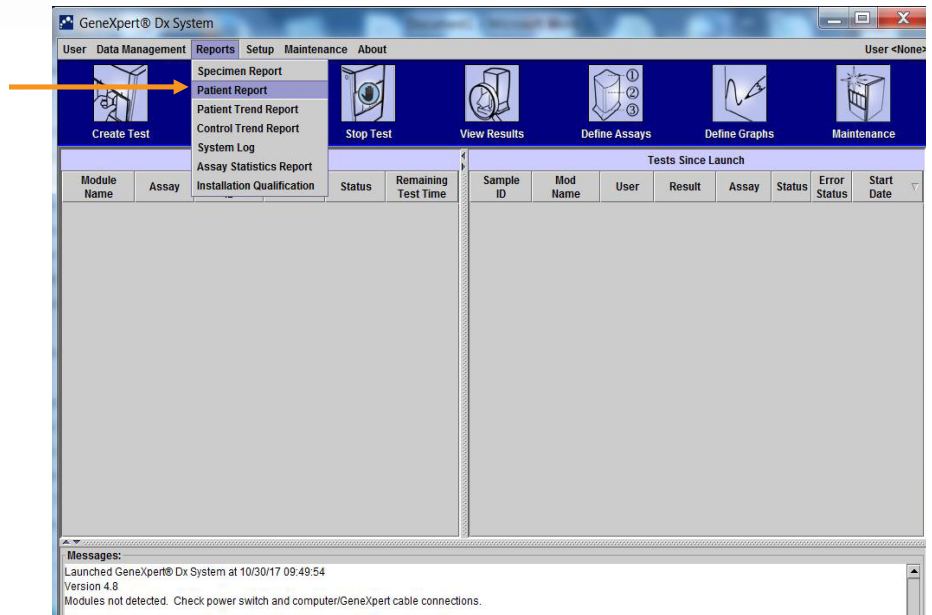 GeneXpert® Dx System
User Data Management Reports Setup Maintenance About User <None>
Specimen Report
Patient Report
Patient Trend Report
Control Trend Report
System Log
Assay Statistics Report
Installation Qualification
Create Test Stop Test View Results Define Assays Define Graphs Maintenance
Tests Since Launch
Module Name Assay Status Remaining Test Time
Sample ID Mod Name User Result Assay Status Error Status Start Date
Messages:
Launched GeneXpert® Dx System at 10/30/17 09:49:54
Version 4.8
Modules not detected. Check power switch and computer/GeneXpert cable connections.